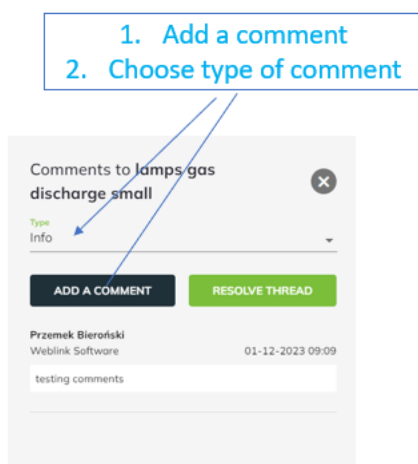 1. Add a comment
2. Choose type of comment
Comments to lamps gas
discharge small
Type
Info
ADD A COMMENT
RESOLVE THREAD
Przemek Bieroński
Weblink Software
01-12-2023 09:09
testing comments